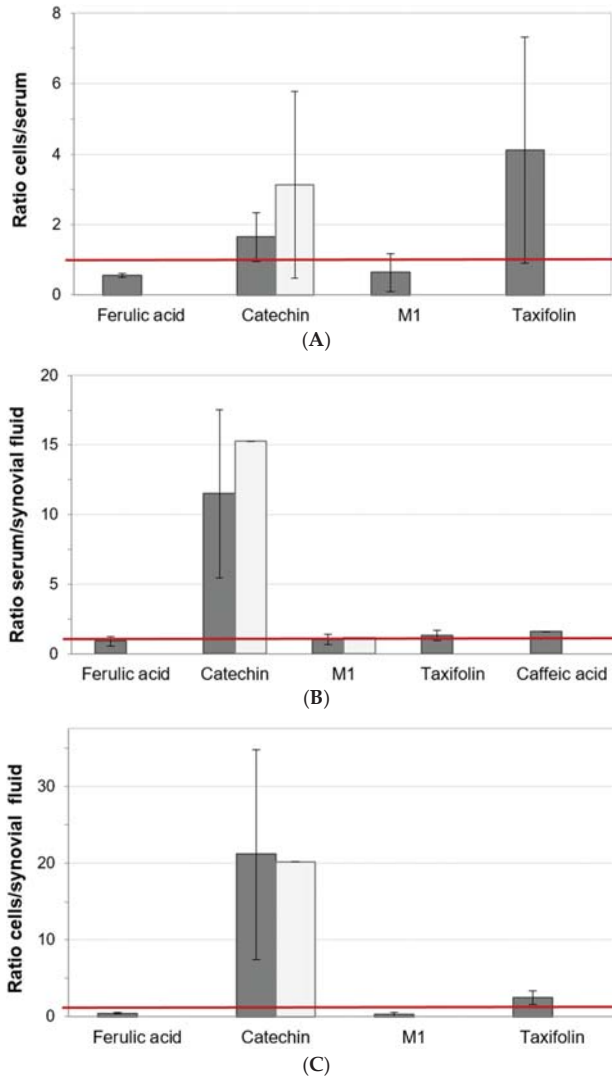 Ratio cells/serum
8
6
4
2
0
Ferulic acid Catechin M1 Taxifolin
(A)
Ratio serum/synovial fluid
20
15
10
5
0
Ferulic acid Catechin M1 Taxifolin Caffeic acid
(B)
Ratio cells/synovial fluid
30
20
10
0
Ferulic acid Catechin M1 Taxifolin
(C)